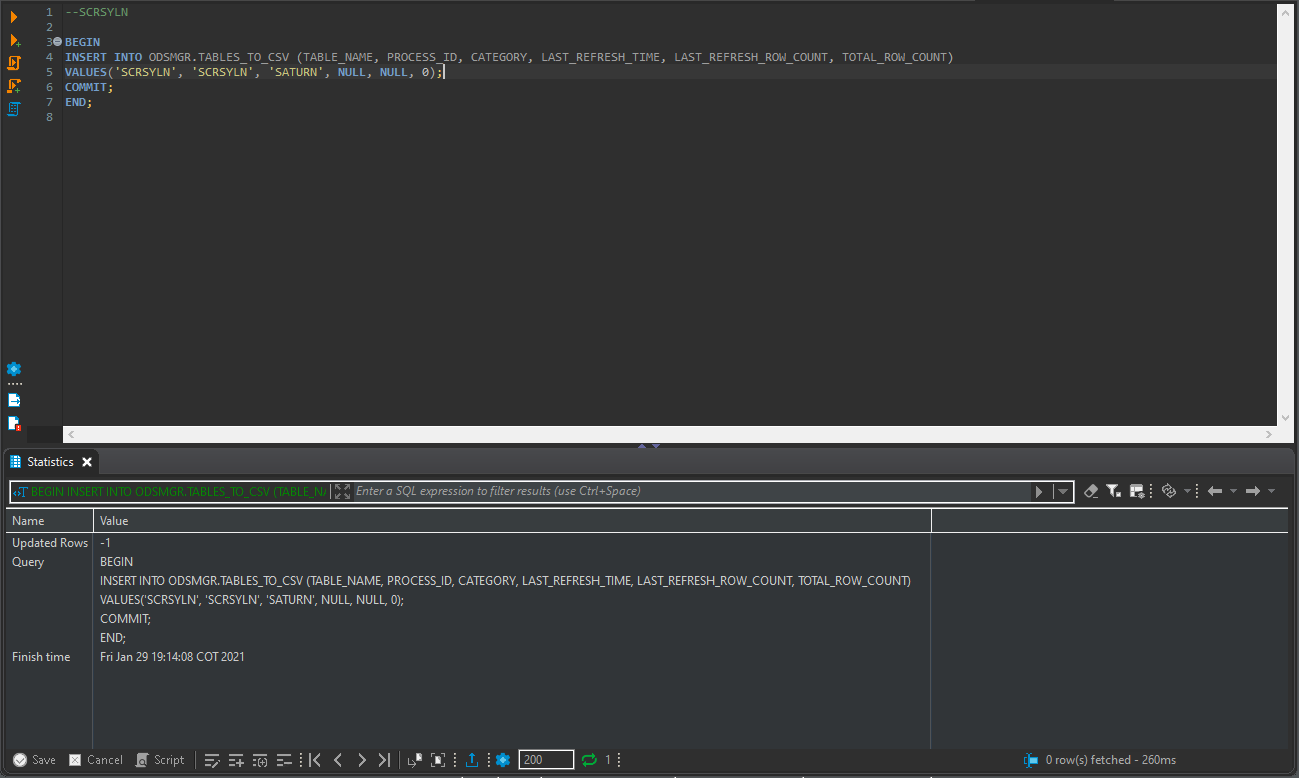 1 --SCRSYLN
2
3 BEGIN
4 INSERT INTO ODSMGR.TABLES_TO_CSV (TABLE_NAME, PROCESS_ID, CATEGORY, LAST_REFRESH_TIME, LAST_REFRESH_ROW_COUNT, TOTAL_ROW_COUNT)
5 VALUES('SCRSYLN', 'SCRSYLN', 'SATURN', NULL, NULL, 0);
6 COMMIT;
7 END;
8
Statistics
BEGIN INSERT INTO ODSMGR.TABLES_TO_CSV (TABLE_NA Enter a SQL expression to filter results (use Ctrl+Space)
Name Value
Updated Rows -1
Query BEGIN
INSERT INTO ODSMGR.TABLES_TO_CSV (TABLE_NAME, PROCESS_ID, CATEGORY, LAST_REFRESH_TIME, LAST_REFRESH_ROW_COUNT, TOTAL_ROW_COUNT)
VALUES('SCRSYLN', 'SCRSYLN', 'SATURN', NULL, NULL, 0);
COMMIT;
END;
Finish time Fri Jan 29 19:14:08 COT 2021
Save Cancel Script 200 1 0 row(s) fetched - 260ms